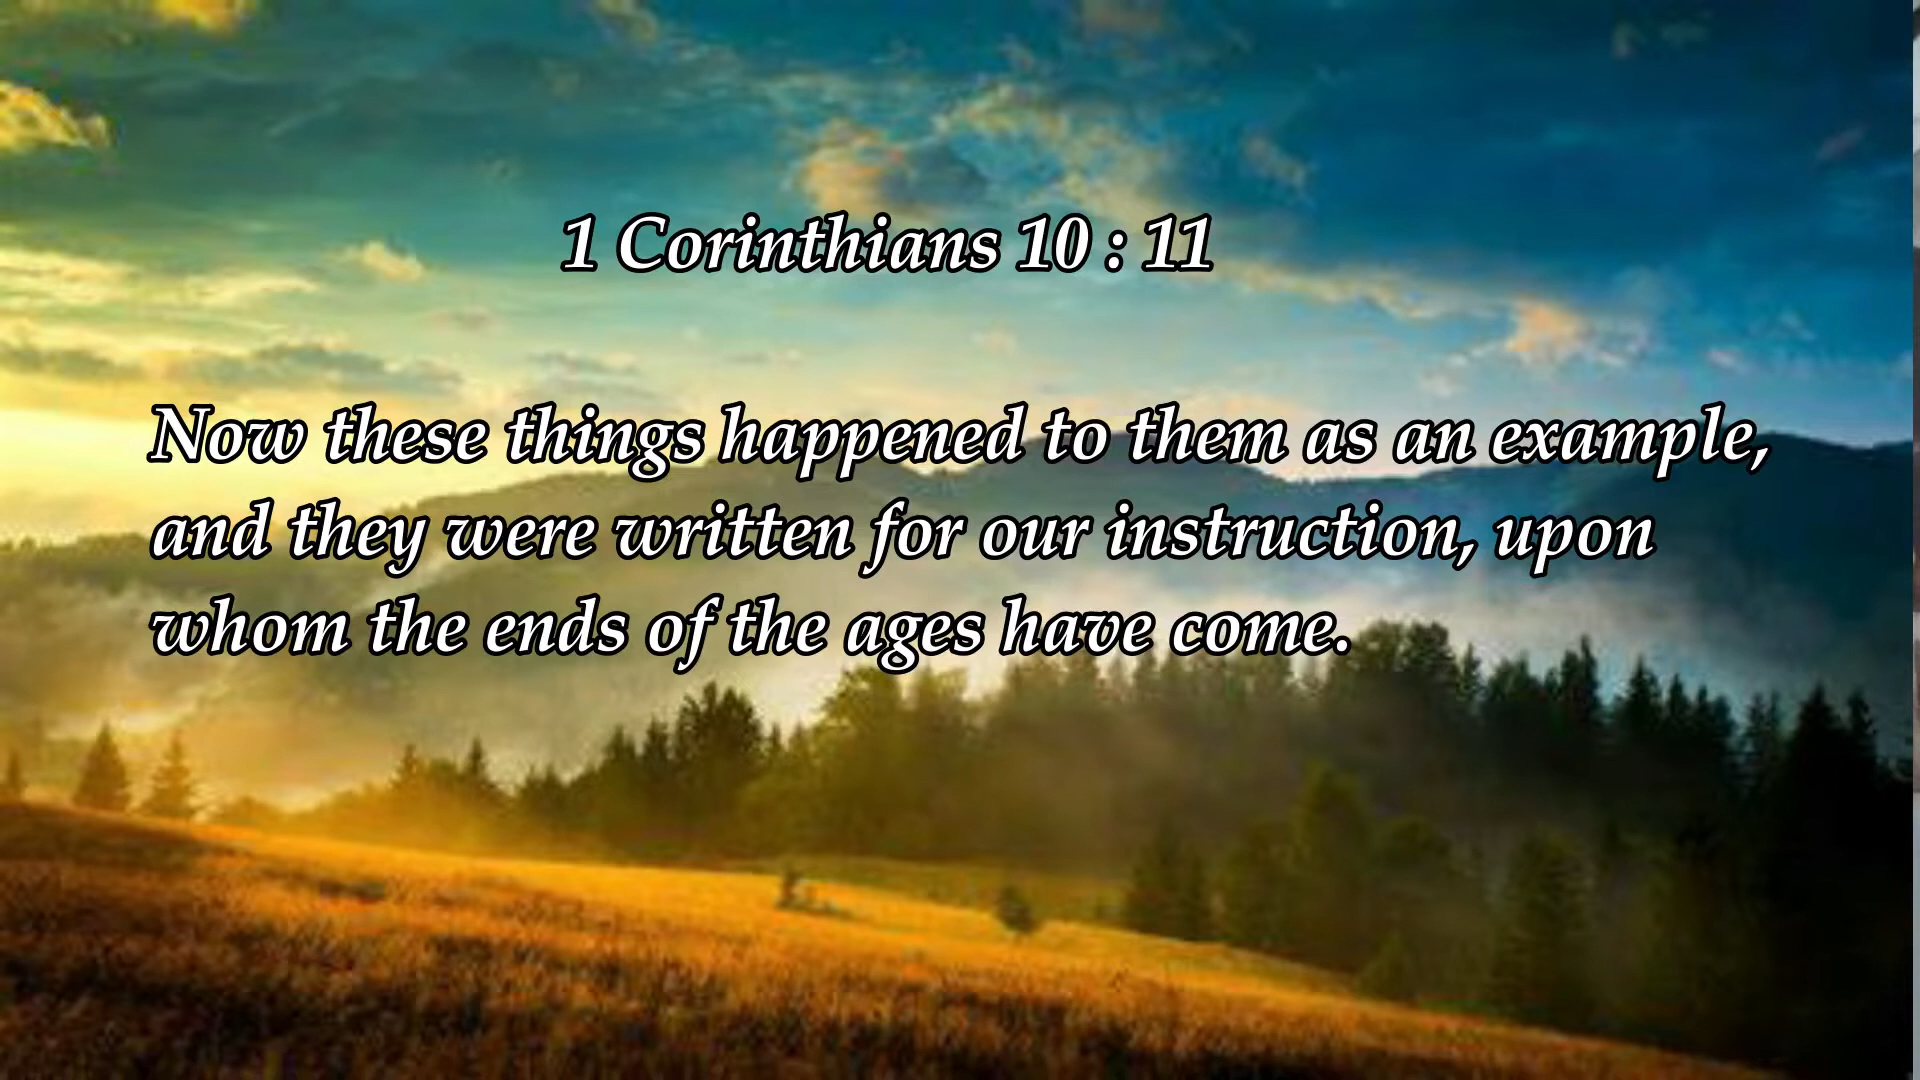 1 Corinthians 10 : 11
Now these things happened to them as an example,
and they were written for our instruction, upon
whom the ends of the ages have come.